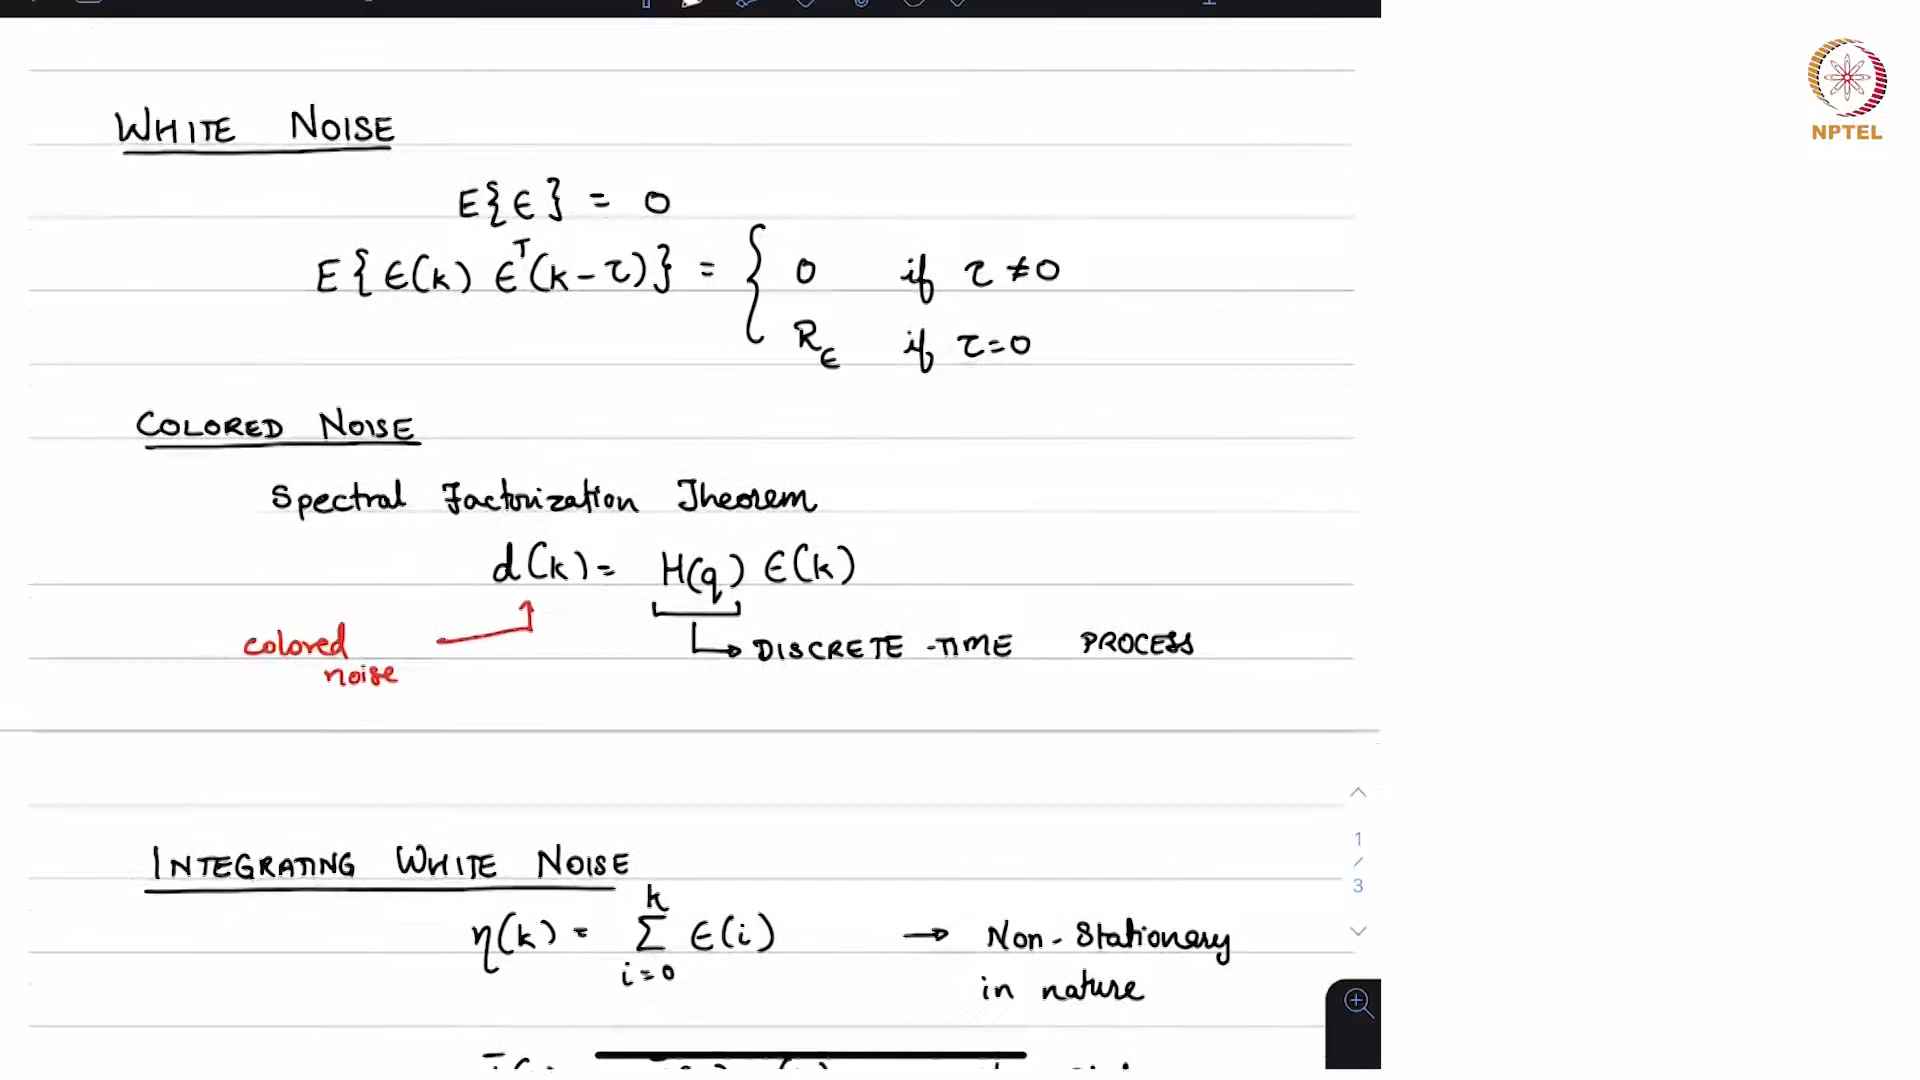 WHITE NOISE
NPTEL
E{ϵ} = 0
E{ϵ(k) ϵᵀ(k-τ)} = { 0 if τ ≠ 0
R_ϵ if τ = 0
COLORED NOISE
Spectral Factorization Theorem
d(k) = H(q) ϵ(k)
colored noise
DISCRETE-TIME PROCESS
1
/
3
INTEGRATING WHITE NOISE
η(k) = Σ_{i=0}^{k} ϵ(i) → Non-Stationary
in nature